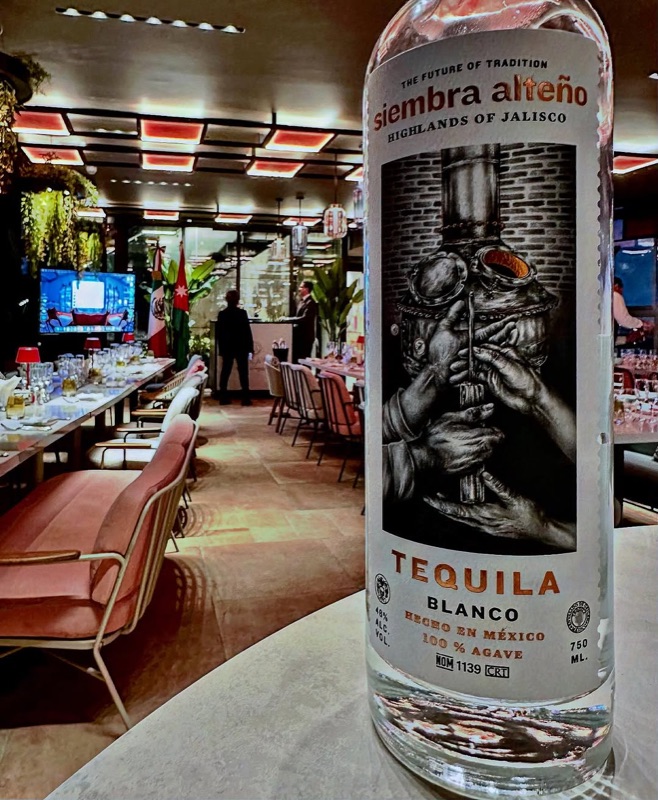 THE FUTURE OF TRADITION
siembra alteño
HIGHLANDS OF JALISCO
TEQUILA
BLANCO
HECHO EN MÉXICO
100 % AGAVE
46%
ALC.
VOL.
750
ML.
NOM 1139 CRT